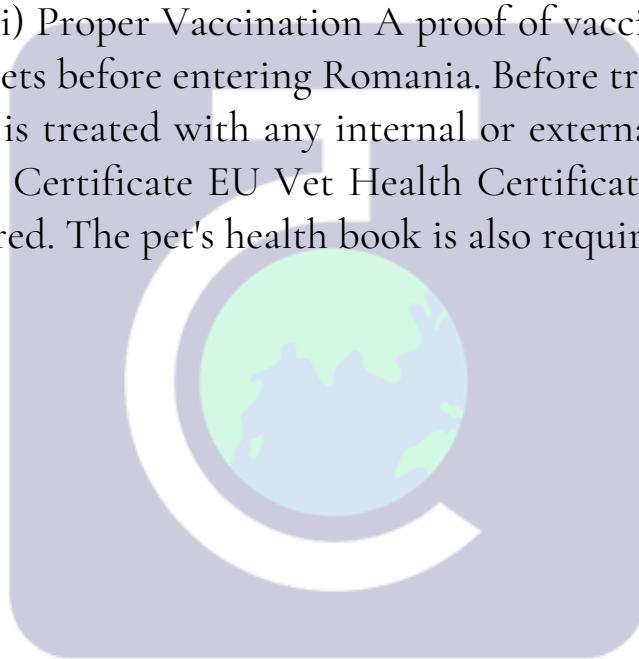 i) Proper Vaccination A proof of vacci
ets before entering Romania. Before tr
is treated with any internal or externa
Certificate EU Vet Health Certificat
red. The pet's health book is also requir